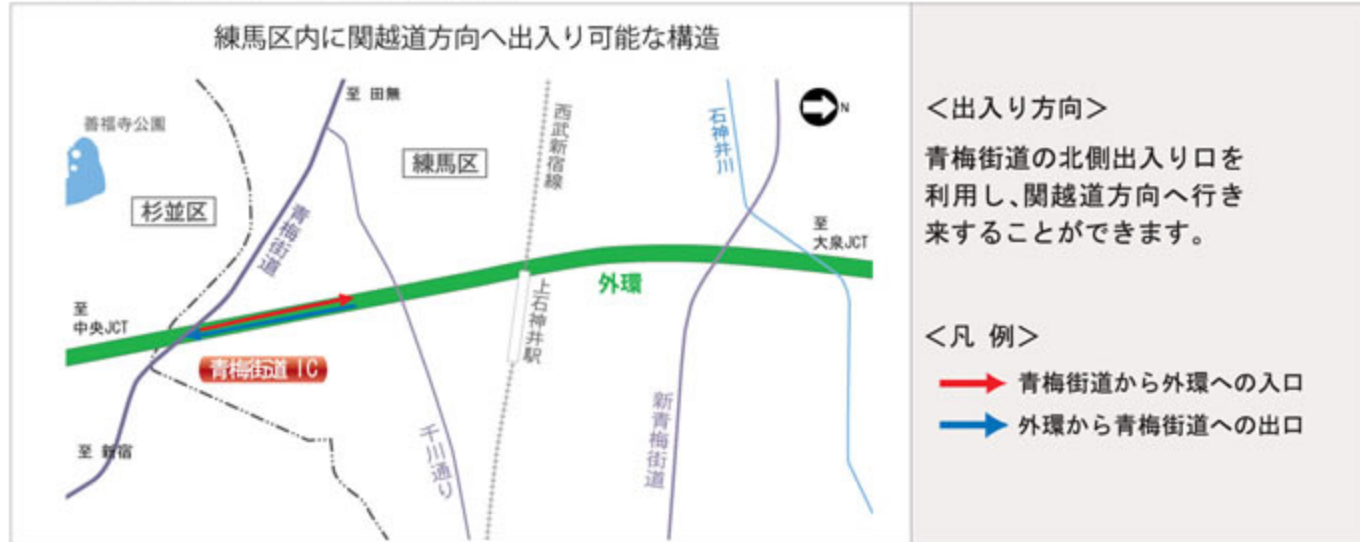 練馬区内に関越道方向へ出入り可能な構造
至 田無
善福寺公園
練馬区
西武新宿線
石神井川
N
杉並区
青梅街道
至
大泉JCT
外環
至
中央JCT
上石神井駅
青梅街道 IC
至 新宿
千川通り
新青梅街道
＜出入り方向＞
青梅街道の北側出入り口を
利用し、関越道方向へ行き
来することができます。
＜凡 例＞
青梅街道から外環への入口
外環から青梅街道への出口